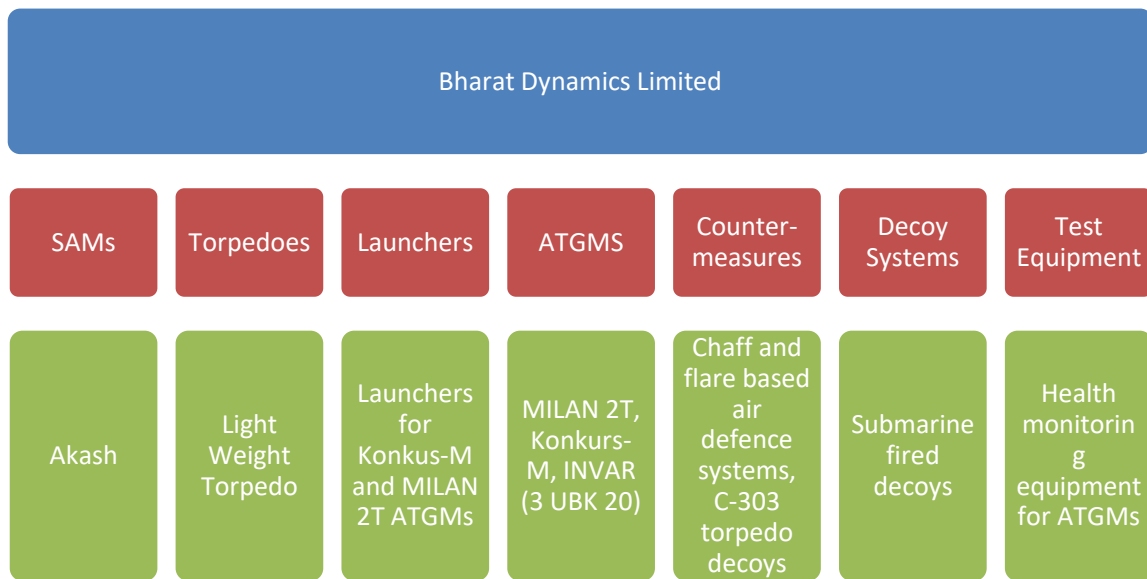 Bharat Dynamics Limited
SAMs
Torpedoes
Launchers
ATGMS
Counter-
measures
Decoy
Systems
Test
Equipment
Akash
Light
Weight
Torpedo
Launchers
for
Konkus-M
and MILAN
2T ATGMs
MILAN 2T,
Konkurs-
M, INVAR
(3 UBK 20)
Chaff and
flare based
air
defence
systems,
C-303
torpedo
decoys
Submarine
fired
decoys
Health
monitorin
g
equipment
for ATGMs